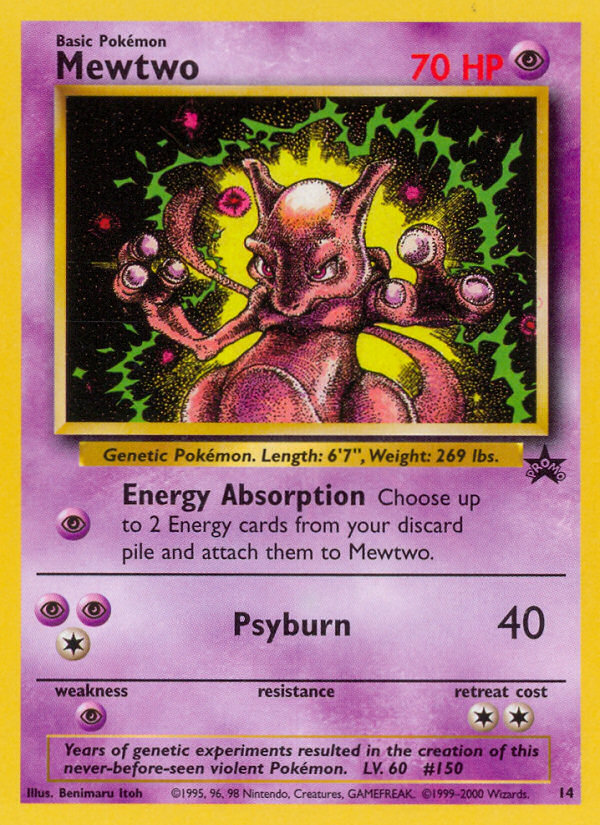 Basic Pokémon
Mewtwo
70 HP
Genetic Pokémon. Length: 6'7", Weight: 269 lbs.
PROMO
Energy Absorption Choose up
to 2 Energy cards from your discard
pile and attach them to Mewtwo.
Psyburn 40
weakness resistance retreat cost
Years of genetic experiments resulted in the creation of this
never-before-seen violent Pokémon. LV. 60 #150
Illus. Benimaru Itoh ©1995, 96, 98 Nintendo, Creatures, GAMEFREAK. ©1999-2000 Wizards. 14